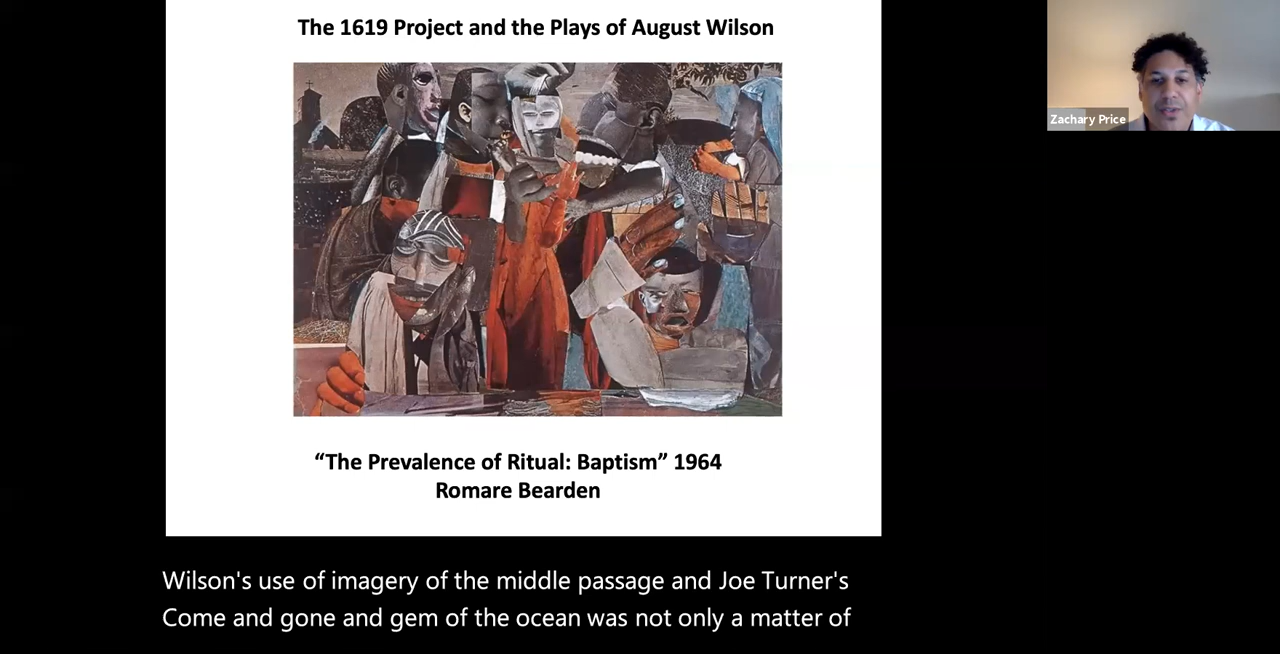 The 1619 Project and the Plays of August Wilson
Zachary Price
“The Prevalence of Ritual: Baptism” 1964
Romare Bearden
Wilson's use of imagery of the middle passage and Joe Turner's
Come and gone and gem of the ocean was not only a matter of